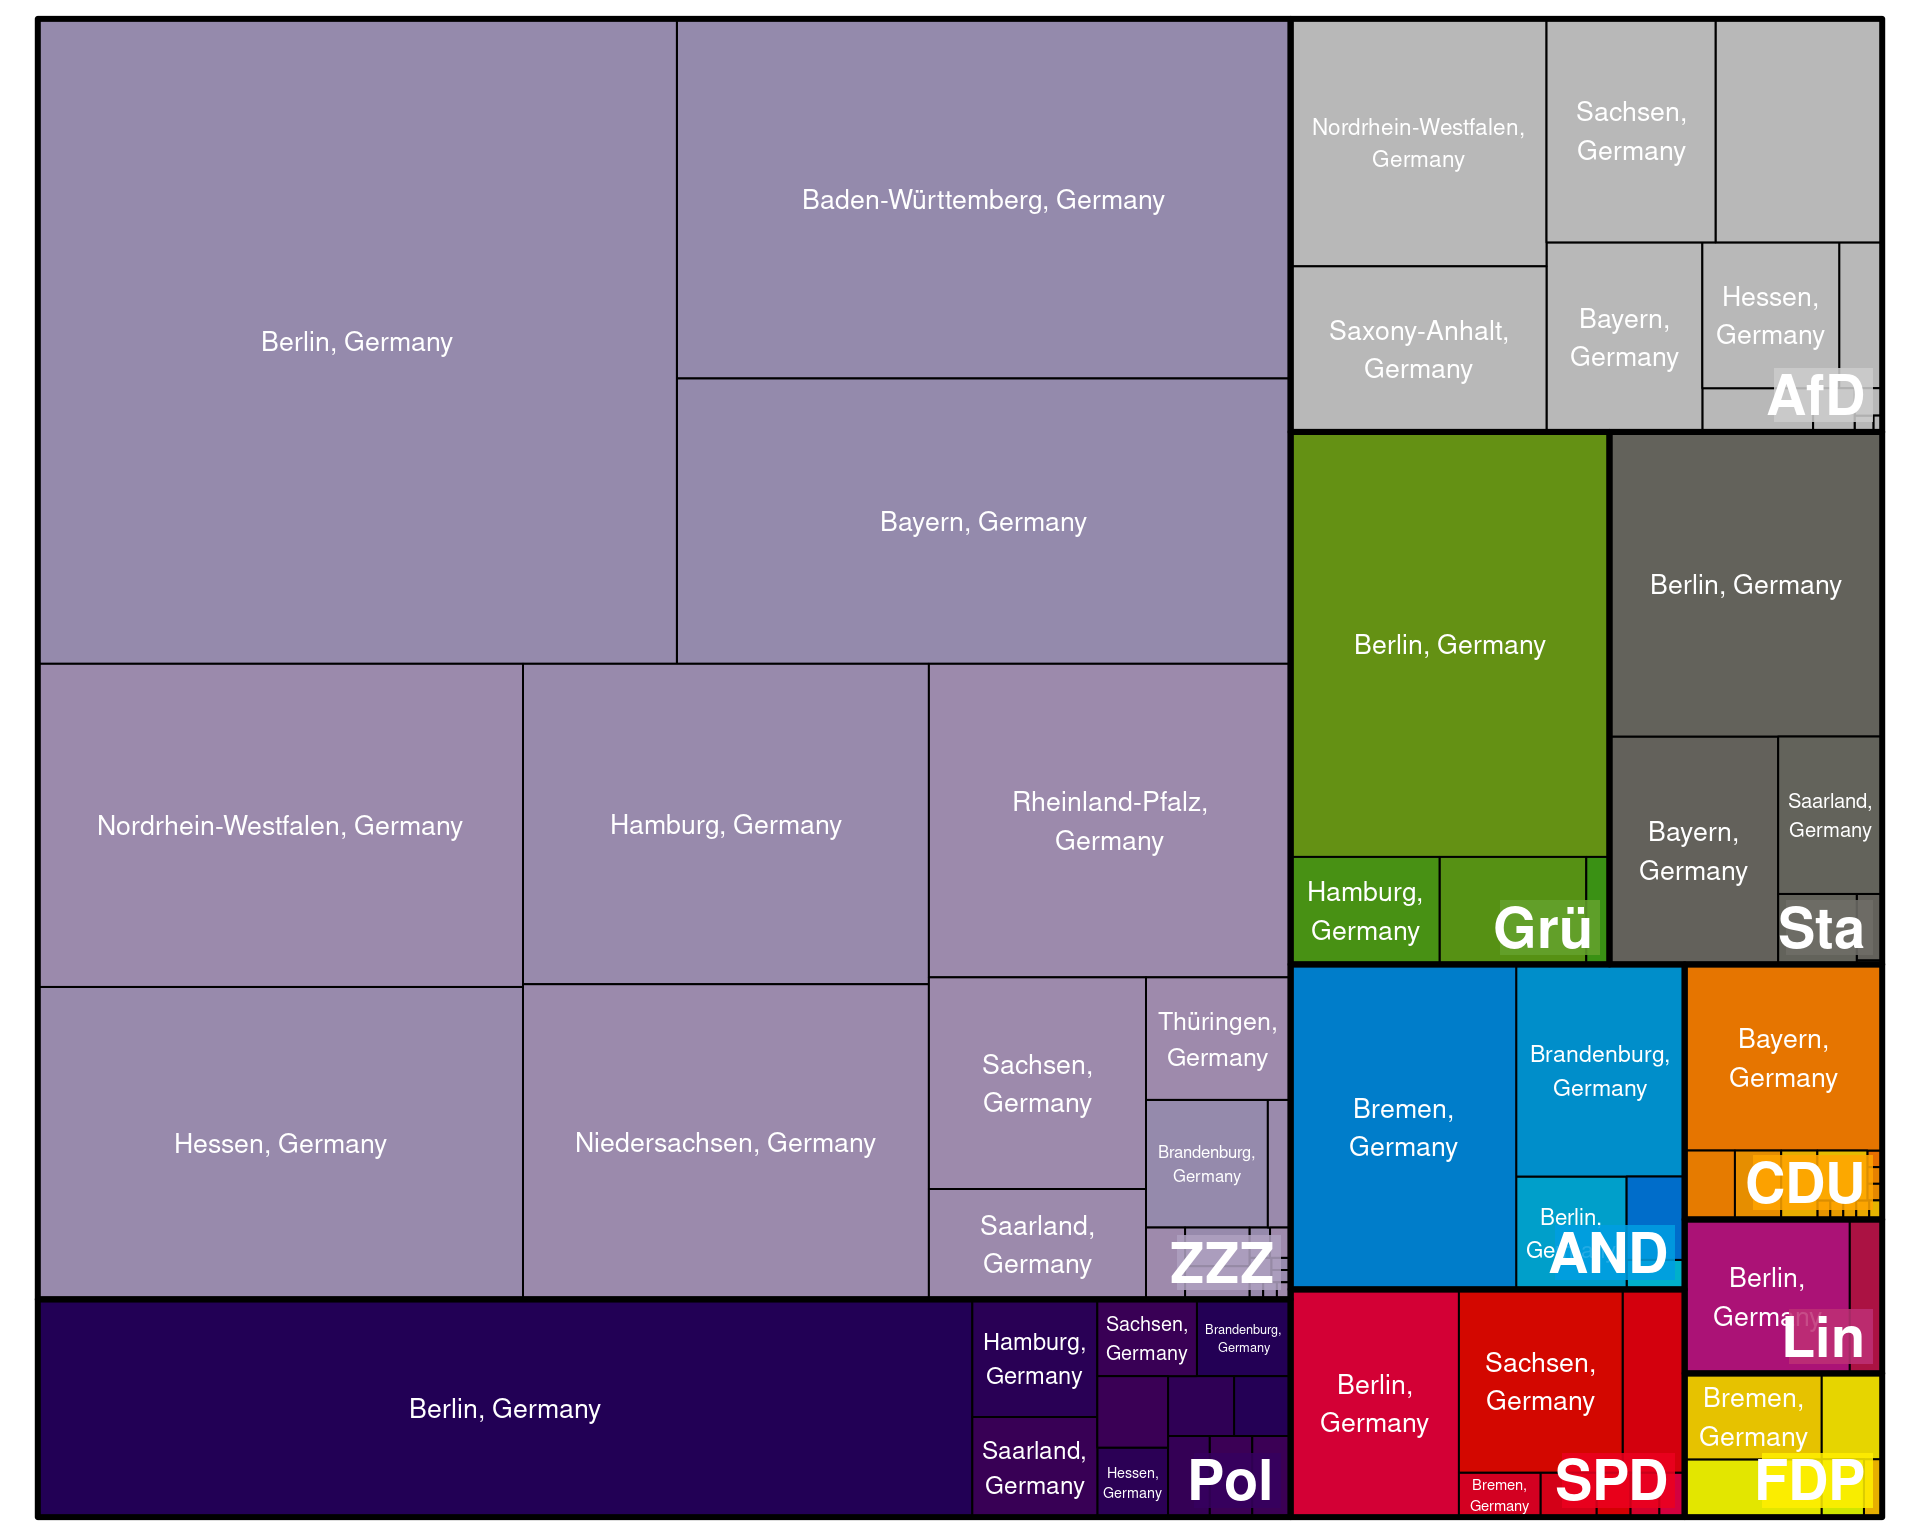 Berlin, Germany
Baden-Württemberg, Germany
Bayern, Germany
Nordrhein-Westfalen, Germany
Hamburg, Germany
Rheinland-Pfalz,
Germany
Hessen, Germany
Niedersachsen, Germany
Sachsen,
Germany
Thüringen,
Germany
Brandenburg,
Germany
Saarland,
Germany
ZZZ
Berlin, Germany
Hamburg,
Germany
Saarland,
Germany
Sachsen,
Germany
Brandenburg,
Germany
Hessen,
Germany
Pol
Nordrhein-Westfalen,
Germany
Sachsen,
Germany
Saxony-Anhalt,
Germany
Bayern,
Germany
Hessen,
Germany
AfD
Berlin, Germany
Hamburg,
Germany
Grü
Berlin, Germany
Bayern,
Germany
Saarland,
Germany
Sta
Bremen,
Germany
Brandenburg,
Germany
Berlin,
AND
Bayern,
Germany
CDU
Berlin,
Germany
Lin
Berlin,
Germany
Sachsen,
Germany
Bremen,
Germany
SPD
Bremen,
Germany
FDP